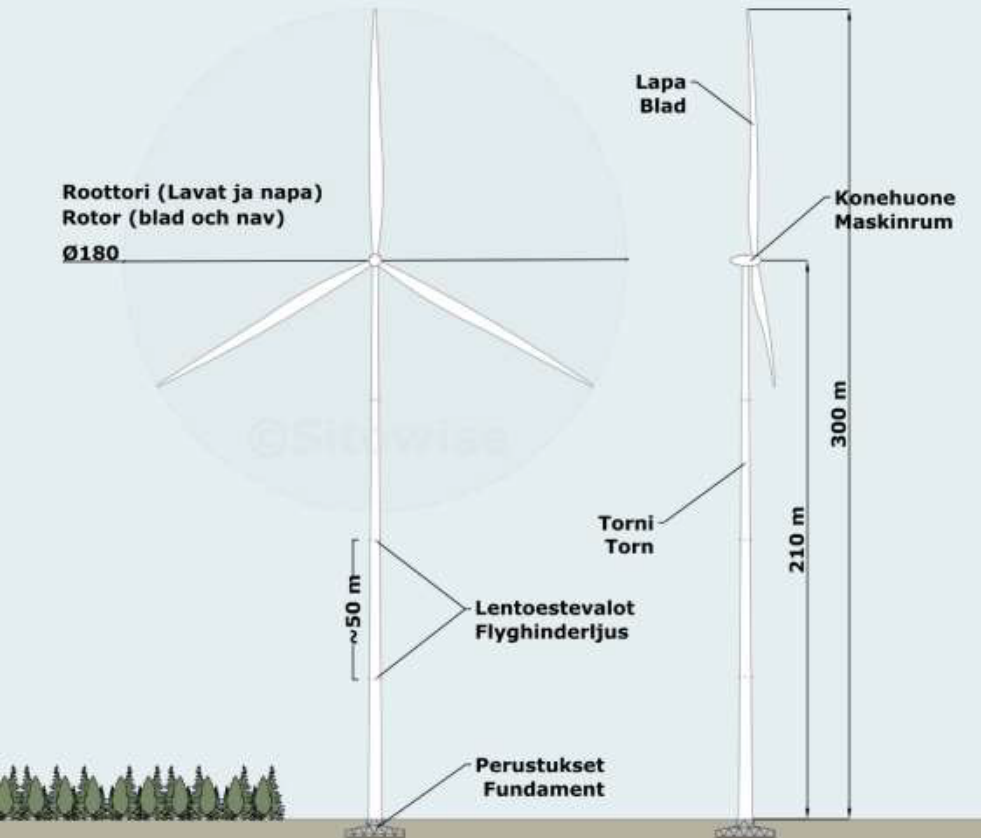 Lapa
Blad
Roottori (Lavat ja napa)
Rotor (blad och nav)
Ø180
Konehuone
Maskinrum
©Sitowise
300 m
210 m
Torni
Torn
~50 m
Lentoestevalot
Flyghinderljus
Perustukset
Fundament